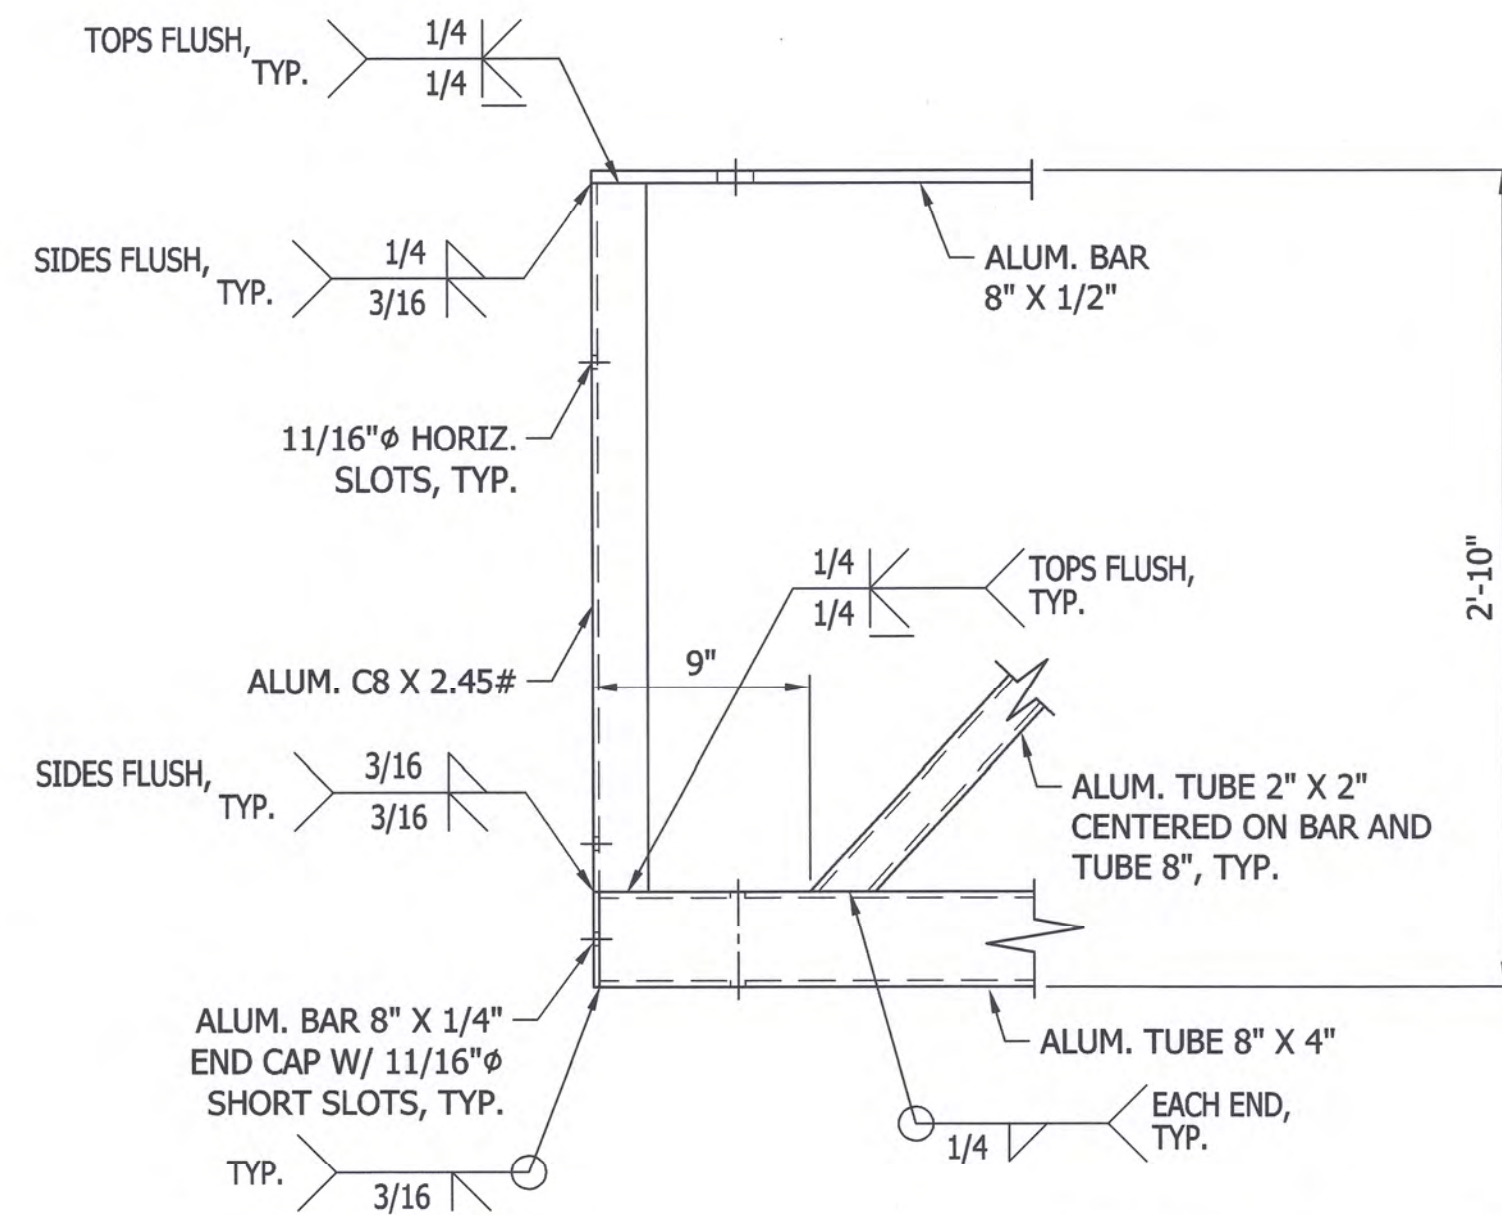 TOPS FLUSH,
TYP.
1/4
1/4
SIDES FLUSH,
TYP.
1/4
3/16
ALUM. BAR
8" X 1/2"
11/16"⌀ HORIZ.
SLOTS, TYP.
1/4
1/4
TOPS FLUSH,
TYP.
2'-10"
9"
ALUM. C8 X 2.45#
SIDES FLUSH,
TYP.
3/16
3/16
ALUM. TUBE 2" X 2"
CENTERED ON BAR AND
TUBE 8", TYP.
ALUM. BAR 8" X 1/4"
END CAP W/ 11/16"⌀
SHORT SLOTS, TYP.
ALUM. TUBE 8" X 4"
TYP.
3/16
1/4
EACH END,
TYP.